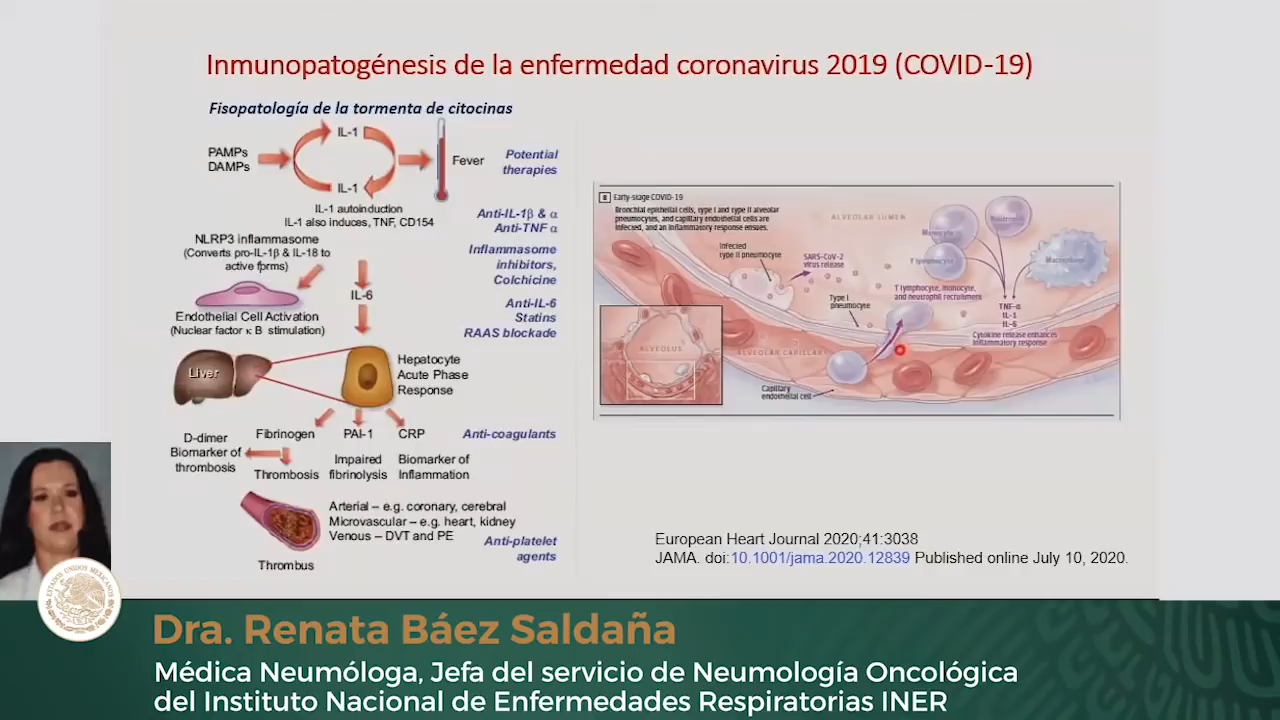 Inmunopatogénesis de la enfermedad coronavirus 2019 (COVID-19)
Fisopatología de la tormenta de citocinas
IL-1
PAMPs
DAMPs
Fever
Potential
therapies
IL-1
IL-1 autoinduction
IL-1 also induces, TNF, CD154
Anti-IL-1β & α
Anti-TNF α
NLRP3 inflammasome
(Converts pro-IL-1β & IL-18 to
active forms)
Inflammasome
inhibitors,
Colchicine
IL-6
Anti-IL-6
Statins
RAAS blockade
Endothelial Cell Activation
(Nuclear factor κ B stimulation)
Liver
Hepatocyte
Acute Phase
Response
Fibrinogen
PAI-1
CRP
Anti-coagulants
D-dimer
Biomarker of
thrombosis
Thrombosis
Impaired
fibrinolysis
Biomarker of
Inflammation
Arterial – e.g. coronary, cerebral
Microvascular – e.g. heart, kidney
Venous – DVT and PE
Anti-platelet
agents
Thrombus
B Early-stage COVID-19
Bronchial epithelial cells, type I and type II alveolar
pneumocytes, and capillary endothelial cells are
infected, and an inflammatory response ensues.
ALVEOLAR LUMEN
Monocyte
Neutrophil
T lymphocyte
Macrophage
Infected
type II pneumocyte
SARS-CoV-2
virus release
T lymphocyte, monocyte,
and neutrophil recruitment
Type I
pneumocyte
TNF-α
IL-1
IL-6
Cytokine release enhances
inflammatory response
ALVEOLUS
ALVEOLAR CAPILLARY
Capillary
endothelial cell
European Heart Journal 2020;41:3038
JAMA. doi:10.1001/jama.2020.12839 Published online July 10, 2020.
ESTADOS UNIDOS MEXICANOS
Dra. Renata Báez Saldaña
Médica Neumóloga, Jefa del servicio de Neumología Oncológica
del Instituto Nacional de Enfermedades Respiratorias INER